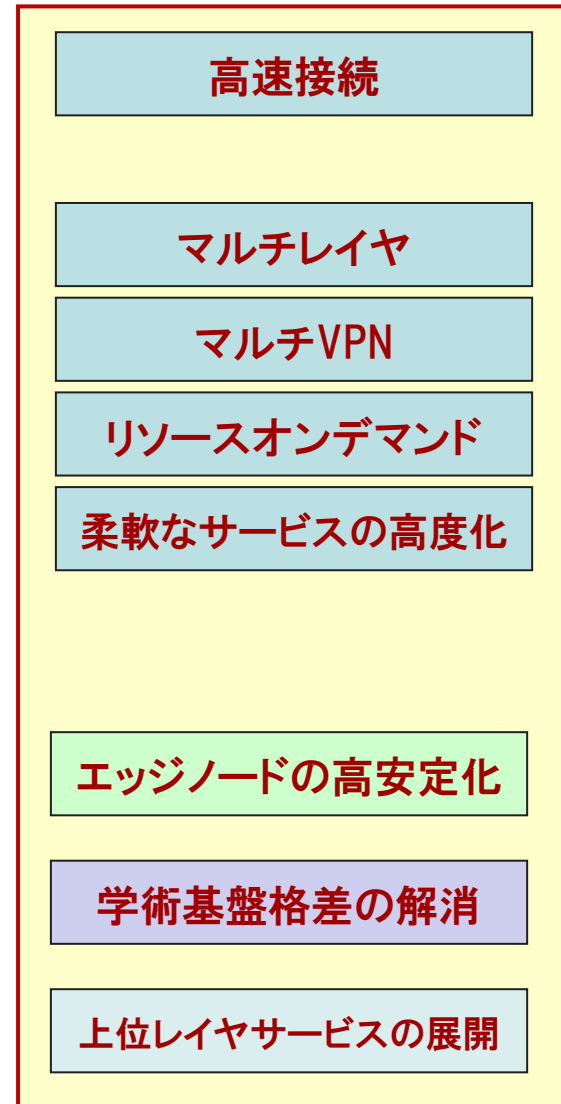 高速接続
マルチレイヤ
マルチVPN
リソースオンデマンド
柔軟なサービスの高度化
エッジノードの高安定化
学術基盤格差の解消
上位レイヤサービスの展開